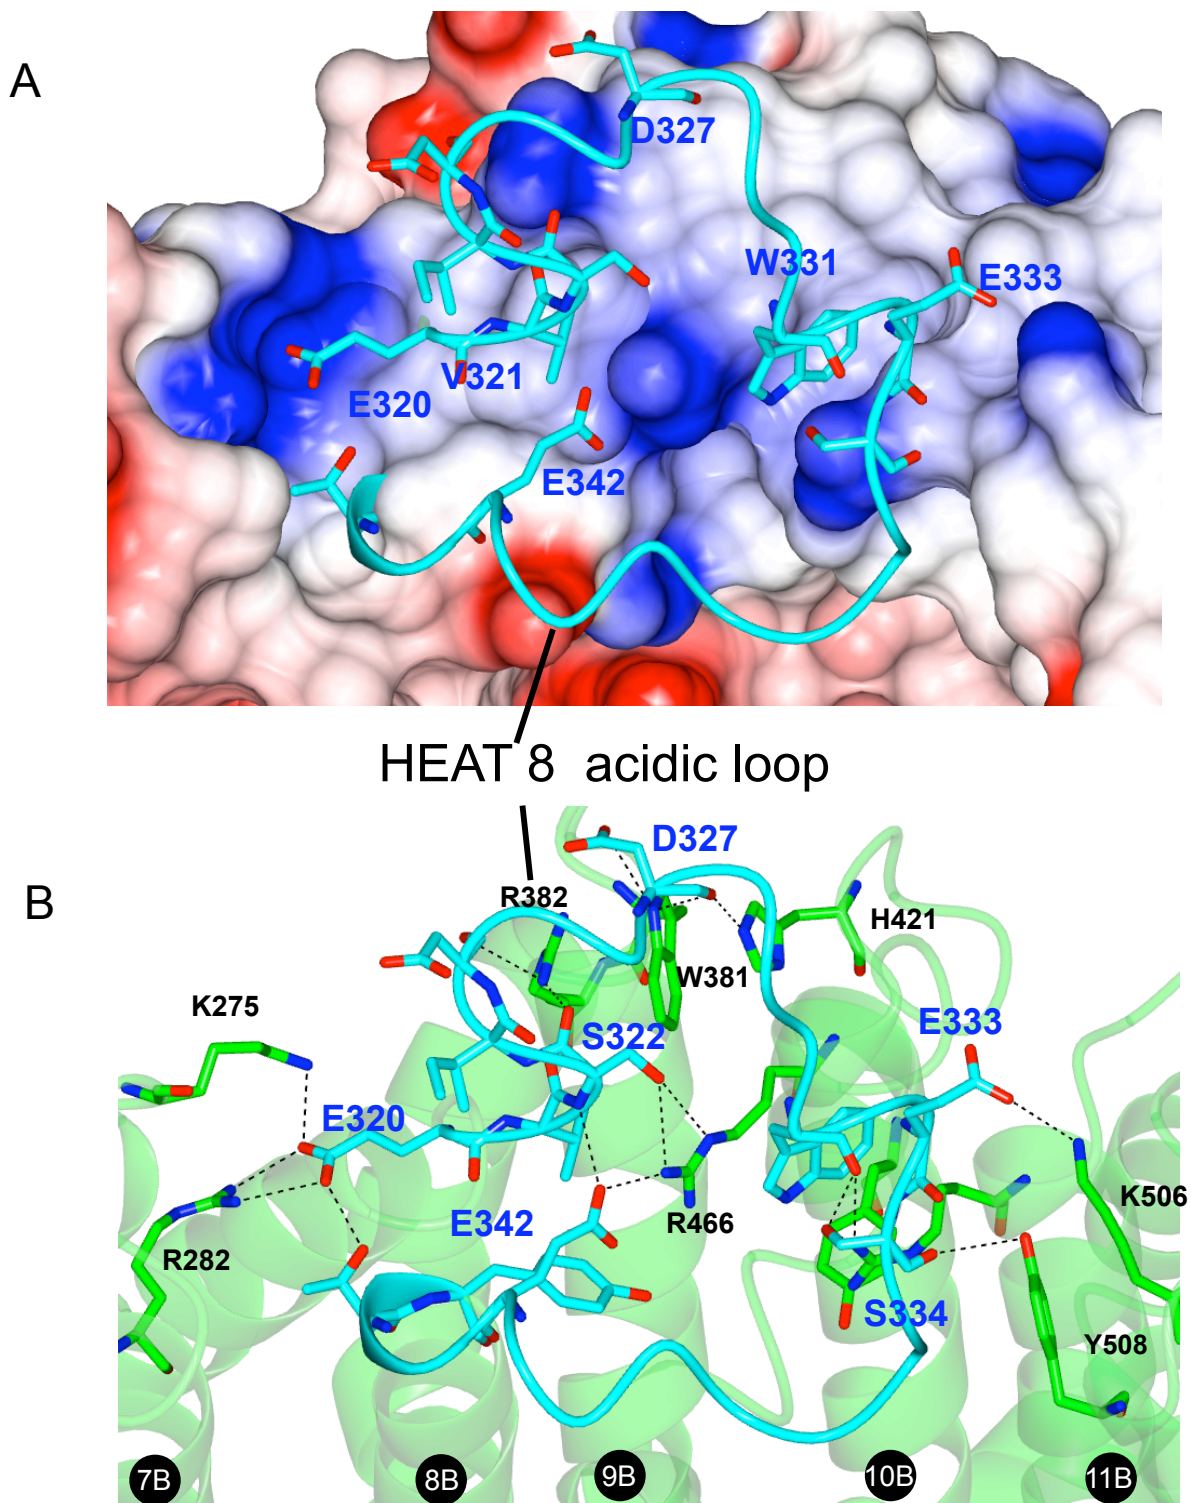 A
D327
W331
E333
V321
E320
E342
HEAT 8 acidic loop
B
D327
R382
H421
W381
K275
E333
S322
E320
K506
E342
R466
R282
S334
Y508
7B
8B
9B
10B
11B